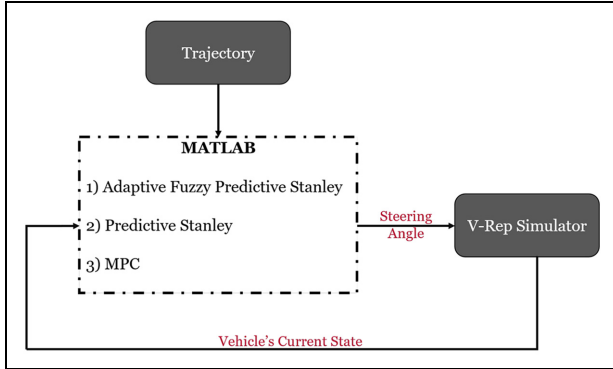 Trajectory
MATLAB
1) Adaptive Fuzzy Predictive Stanley
2) Predictive Stanley
3) MPC
Steering
Angle
V-Rep Simulator
Vehicle's Current State